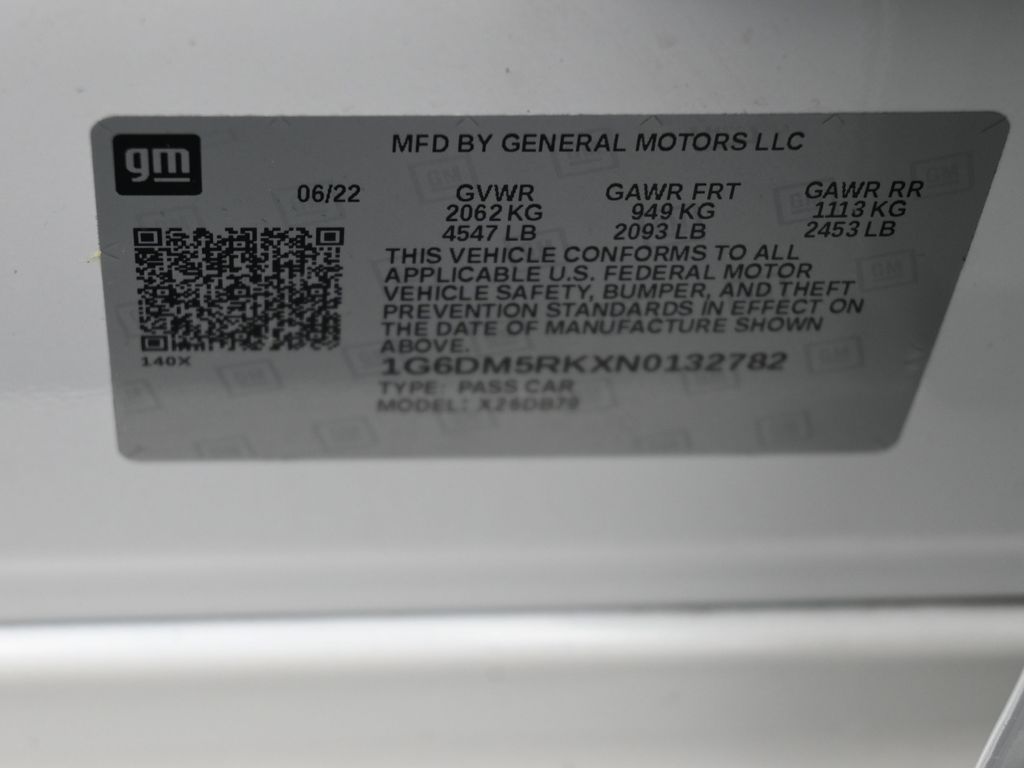 gm
MFD BY GENERAL MOTORS LLC
06/22
GVWR GAWR FRT GAWR RR
2062 KG 949 KG 1113 KG
4547 LB 2093 LB 2453 LB
THIS VEHICLE CONFORMS TO ALL
APPLICABLE U.S. FEDERAL MOTOR
VEHICLE SAFETY, BUMPER, AND THEFT
PREVENTION STANDARDS IN EFFECT ON
THE DATE OF MANUFACTURE SHOWN
ABOVE.
140X
1G6DM5RKXN0132782
TYPE: PASS CAR
MODEL: